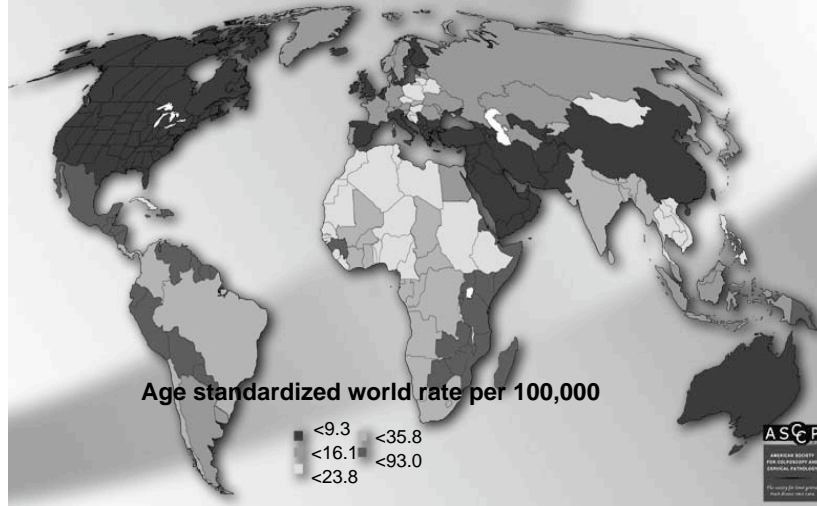 Age standardized world rate per 100,000
<9.3
<16.1
<23.8
<35.8
<93.0
ASCCP
AMERICAN SOCIETY
FOR COLPOSCOPY AND
CERVICAL PATHOLOGY